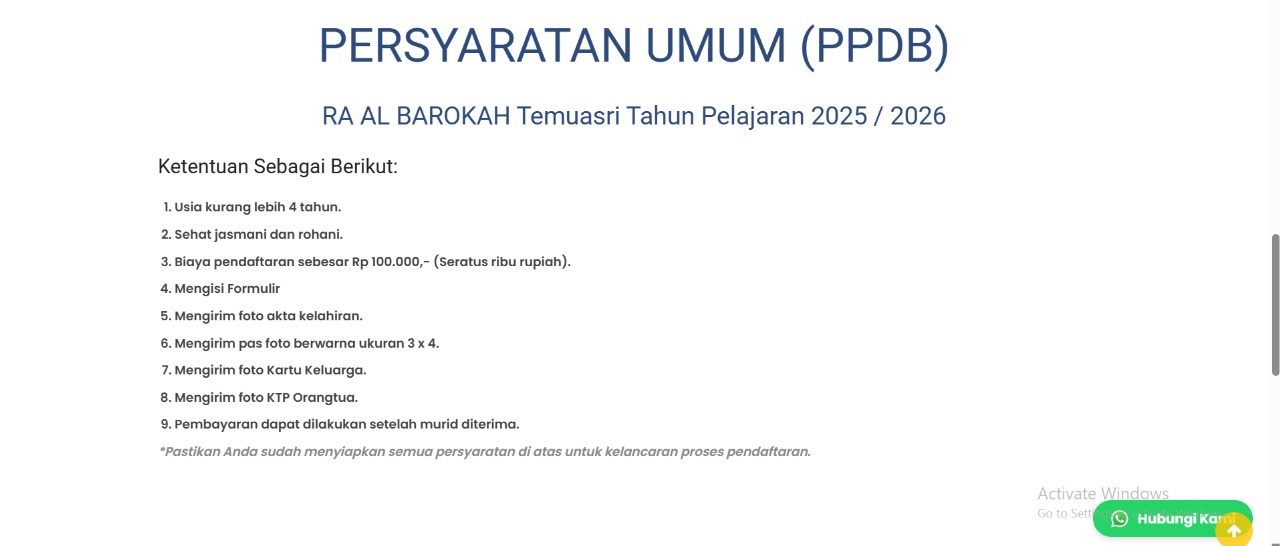 PERSYARATAN UMUM (PPDB)
RA AL BAROKAH Temuasri Tahun Pelajaran 2025 / 2026
Ketentuan Sebagai Berikut:
1. Usia kurang lebih 4 tahun.
2. Sehat jasmani dan rohani.
3. Biaya pendaftaran sebesar Rp 100.000,- (Seratus ribu rupiah).
4. Mengisi Formulir
5. Mengirim foto akta kelahiran.
6. Mengirim pas foto berwarna ukuran 3 x 4.
7. Mengirim foto Kartu Keluarga.
8. Mengirim foto KTP Orangtua.
9. Pembayaran dapat dilakukan setelah murid diterima.
*Pastikan Anda sudah menyiapkan semua persyaratan di atas untuk kelancaran proses pendaftaran.
Activate Windows
Go to
Hubungi Kami